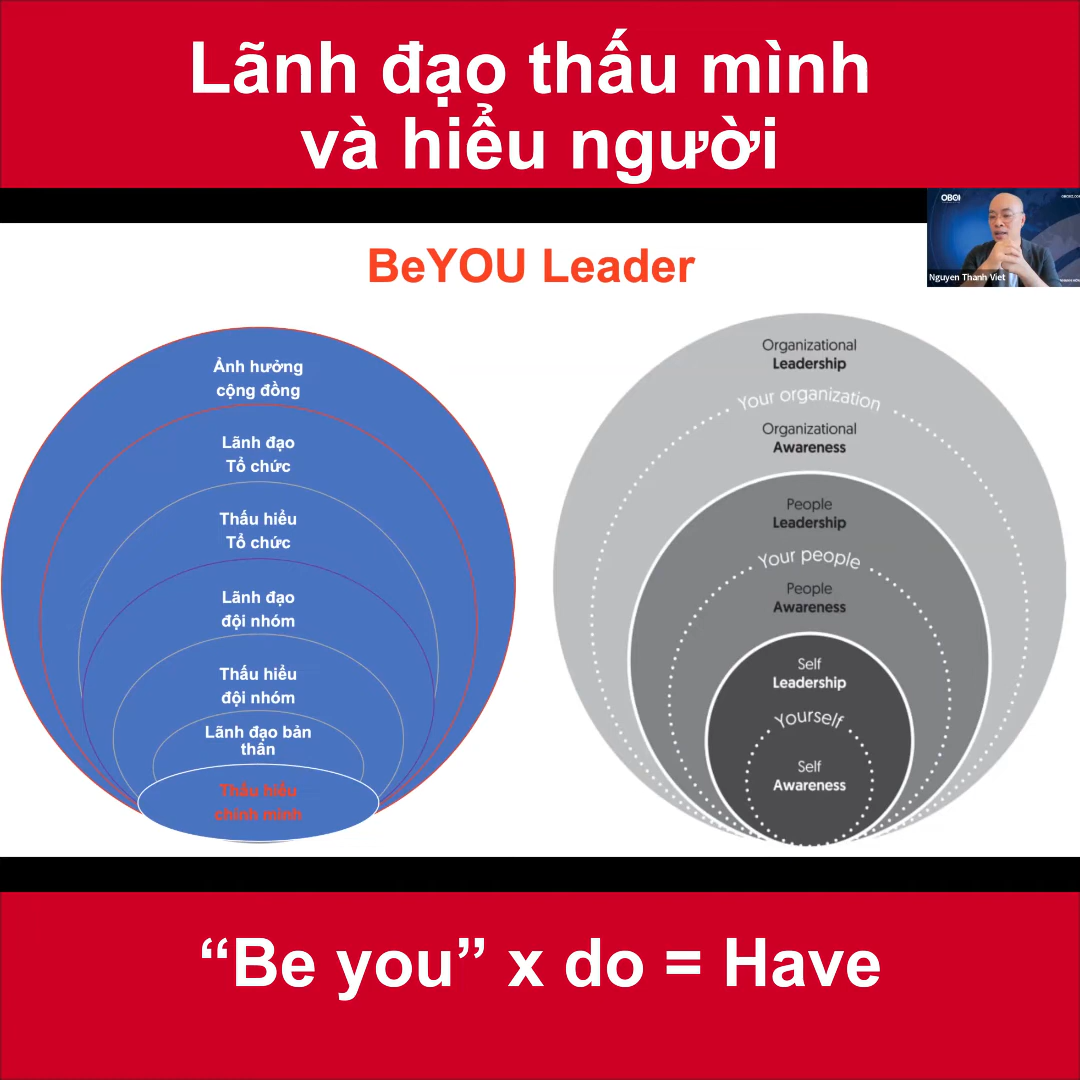 Lãnh đạo thấu mình
và hiểu người
OBOI
Nguyen Thanh Viet
BeYOU Leader
Ảnh hưởng
cộng đồng
Lãnh đạo
Tổ chức
Thấu hiểu
Tổ chức
Lãnh đạo
đội nhóm
Thấu hiểu
đội nhóm
Lãnh đạo bản
thân
Thấu hiểu
chính mình
Organizational
Leadership
Your organization
Organizational
Awareness
People
Leadership
Your people
People
Awareness
Self
Leadership
Yourself
Self
Awareness
“Be you” x do = Have